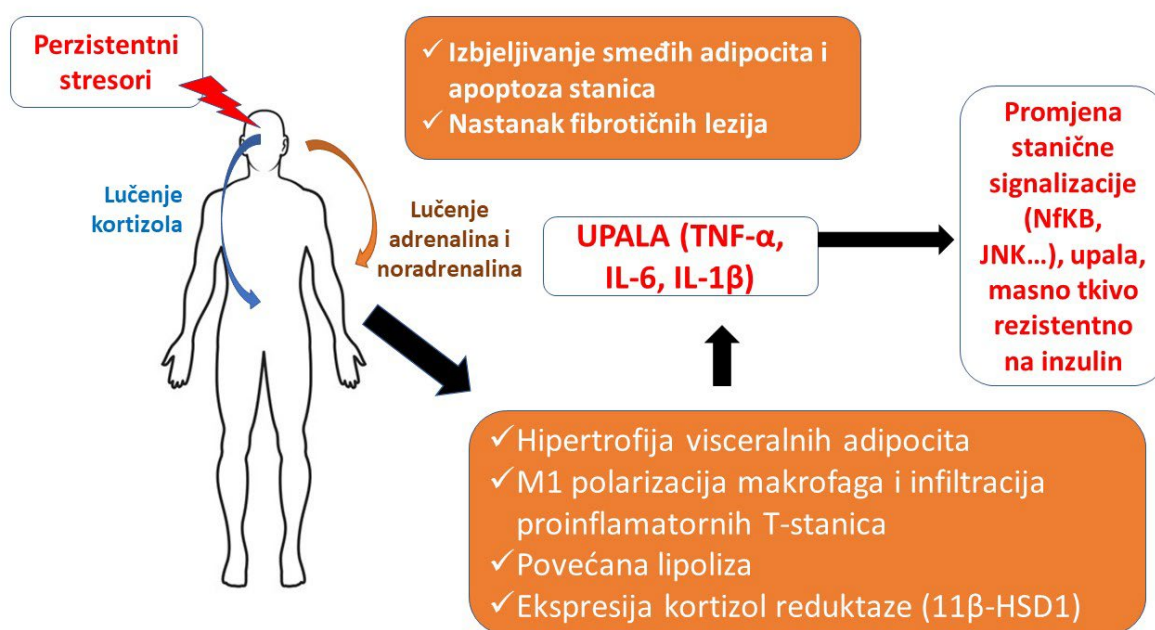 Perzistentni
stresori
✓ Izbjeljivanje smeđih adipocita i
apoptoza stanica
✓ Nastanak fibrotičnih lezija
Lučenje
kortizola
Lučenje
adrenalina i
noradrenalina
UPALA (TNF-α,
IL-6, IL-1β)
Promjena
stanične
signalizacije
(NfKB,
JNK...), upala,
masno tkivo
rezistentno
na inzulin
✓ Hipertrofija visceralnih adipocita
✓ M1 polarizacija makrofaga i infiltracija
proinflamatornih T-stanica
✓ Povećana lipoliza
✓ Ekspresija kortizol reduktaze (11β-HSD1)